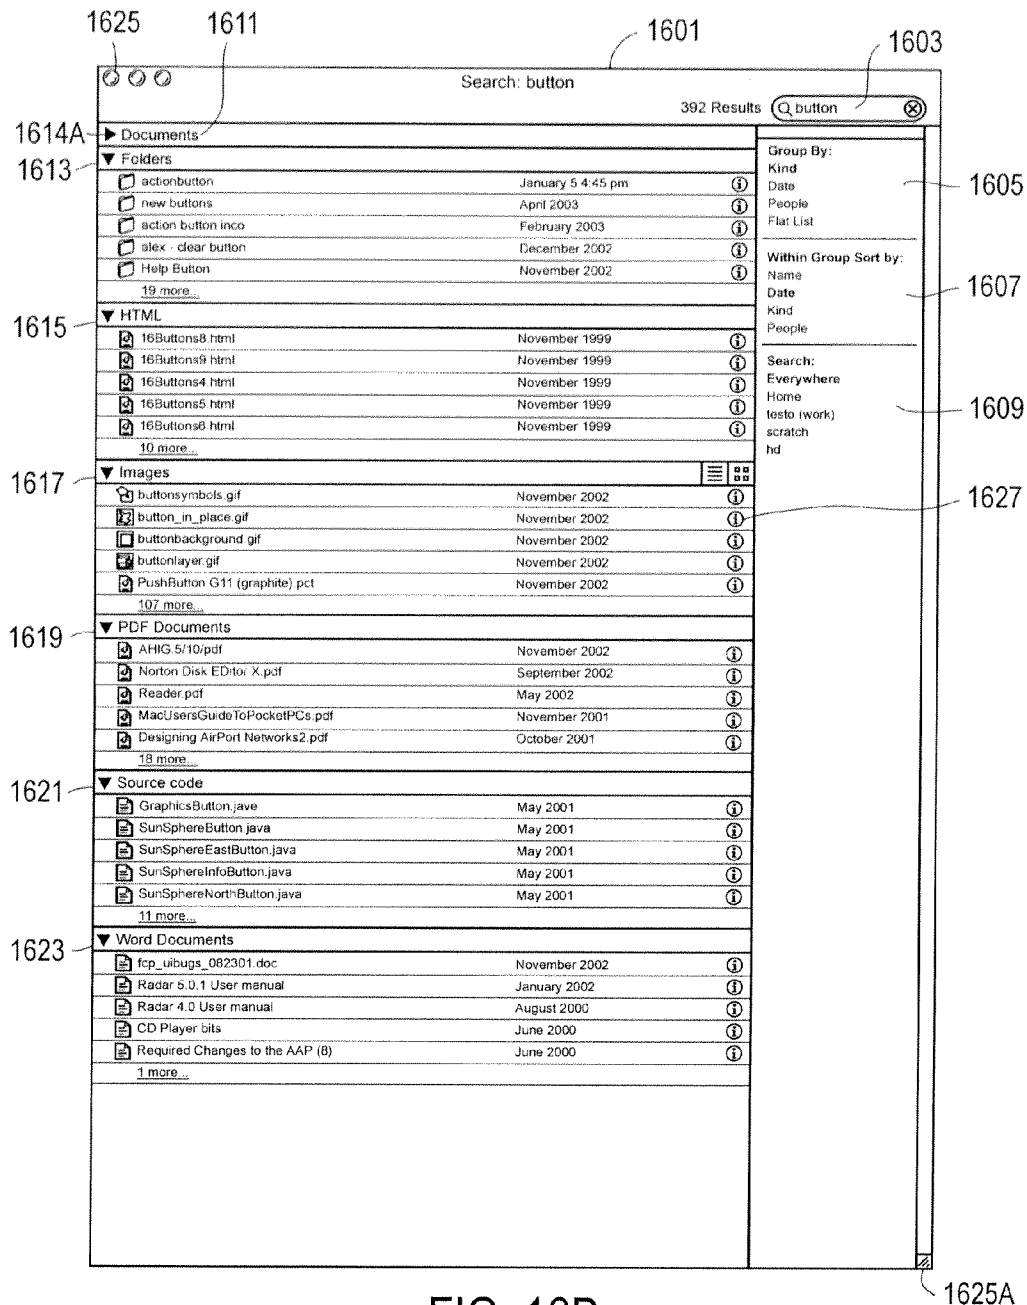 1625 1611 1601 1603
Search: button
392 Results button
1614A Documents
1613 Folders
actionbutton January 5 4:45 pm
new buttons April 2003
action button inco February 2003
alex - clear button December 2002
Help Button November 2002
19 more...
Group By:
Kind
Date
People
Flat List
1605
Within Group Sort by:
Name
Date
Kind
People
1607
Search:
Everywhere
Home
testo (work)
scratch
hd
1609
1615 HTML
16Buttons8.html November 1999
16Buttons9.html November 1999
16Buttons4.html November 1999
16Buttons5.html November 1999
16Buttons6.html November 1999
10 more...
1617 Images
buttonsymbols.gif November 2002
button_in_place.gif November 2002 1627
buttonbackground.gif November 2002
buttonlayer.gif November 2002
PushButton G11 (graphite).pct November 2002
107 more...
1619 PDF Documents
AHIG.5/10/pdf November 2002
Norton Disk EDitor X.pdf September 2002
Reader.pdf May 2002
MacUsersGuideToPocketPCs.pdf November 2001
Designing AirPort Networks2.pdf October 2001
18 more...
1621 Source code
GraphicsButton.jave May 2001
SunSphereButton.java May 2001
SunSphereEastButton.java May 2001
SunSphereInfoButton.java May 2001
SunSphereNorthButton.java May 2001
11 more...
1623 Word Documents
fcp_uibugs_082301.doc November 2002
Radar 5.0.1 User manual January 2002
Radar 4.0 User manual August 2000
CD Player bits June 2000
Required Changes to the AAP (8) June 2000
1 more...
1625A